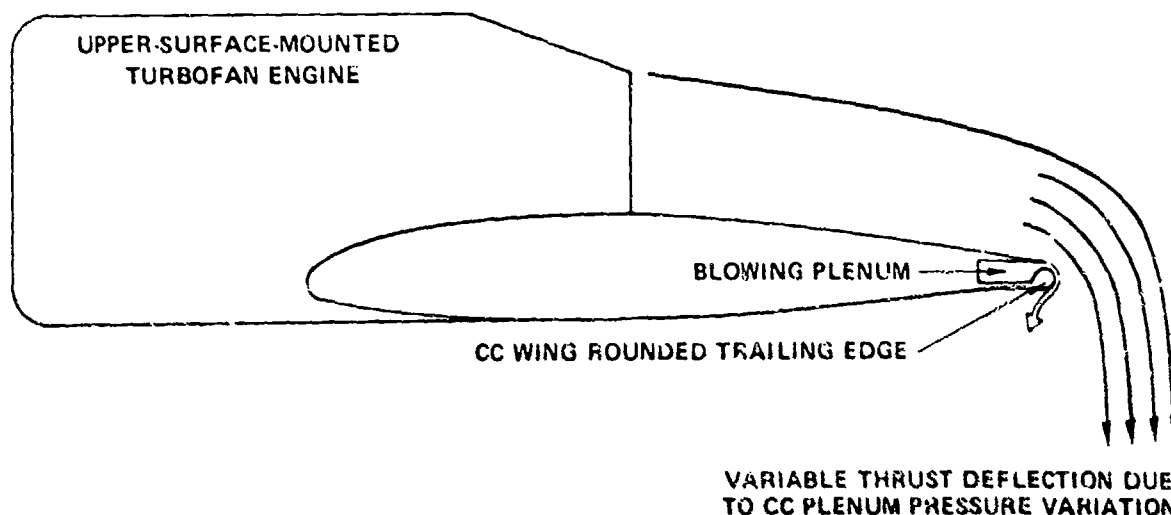 UPPER-SURFACE-MOUNTED
TURBOFAN ENGINE
BLOWING PLENUM
CC WING ROUNDED TRAILING EDGE
VARIABLE THRUST DEFLECTION DUE
TO CC PLENUM PRESSURE VARIATION